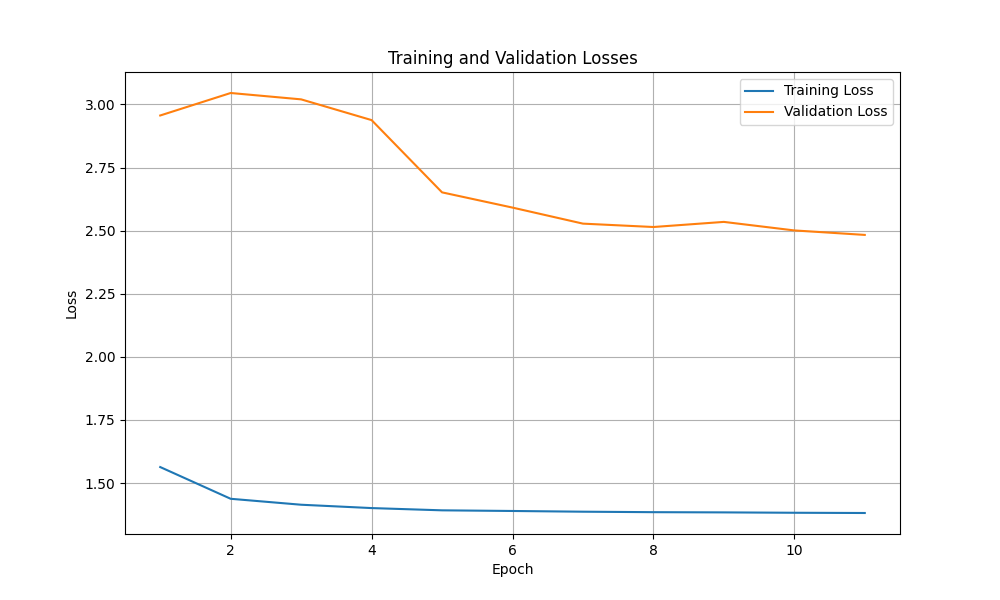 Training and Validation Losses
Training Loss
Validation Loss
3.00
2.75
2.50
2.25
2.00
1.75
1.50
Loss
2
4
6
8
10
Epoch